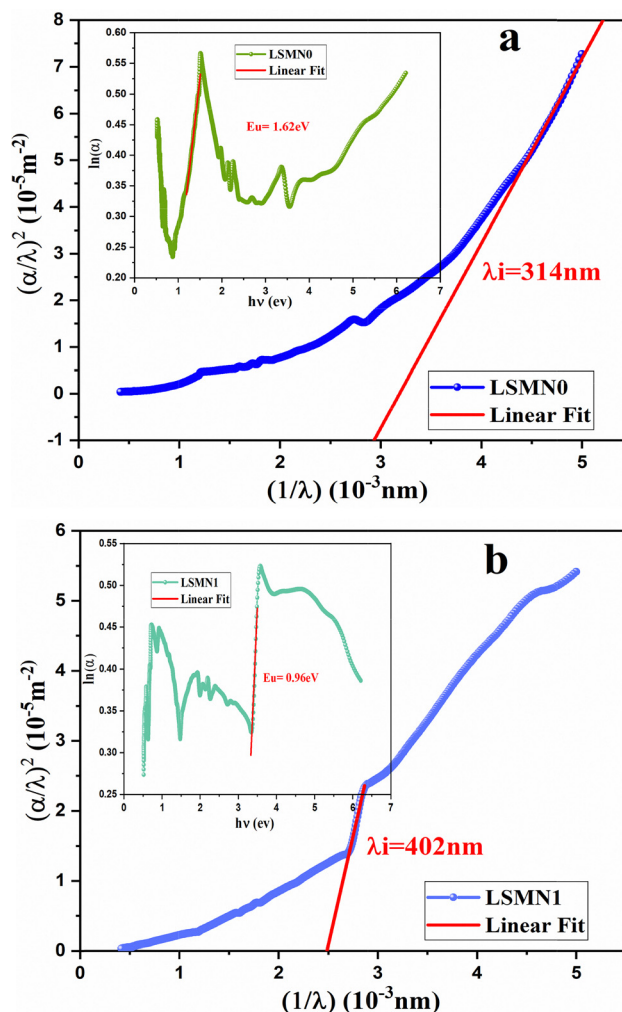 a
8
7
6
5
4
3
2
1
0
-1
(α/λ)² (10⁻⁵m⁻²)
0 1 2 3 4 5
(1/λ) (10⁻³nm)
λi=314nm
LSMN0
Linear Fit
0.55
0.50
0.45
0.40
0.35
0.30
0.25
0.20
ln(α)
LSMN0
Linear Fit
Eu= 1.62eV
0 1 2 3 4 5 6 7
hν (ev)
b
6
5
4
3
2
1
0
(α/λ)² (10⁻⁵m⁻²)
0 1 2 3 4 5
(1/λ) (10⁻³nm)
λi=402nm
LSMN1
Linear Fit
0.55
0.50
0.45
0.40
0.35
0.30
0.25
ln(α)
LSMN1
Linear Fit
Eu= 0.96eV
0 1 2 3 4 5 6 7
hν (ev)